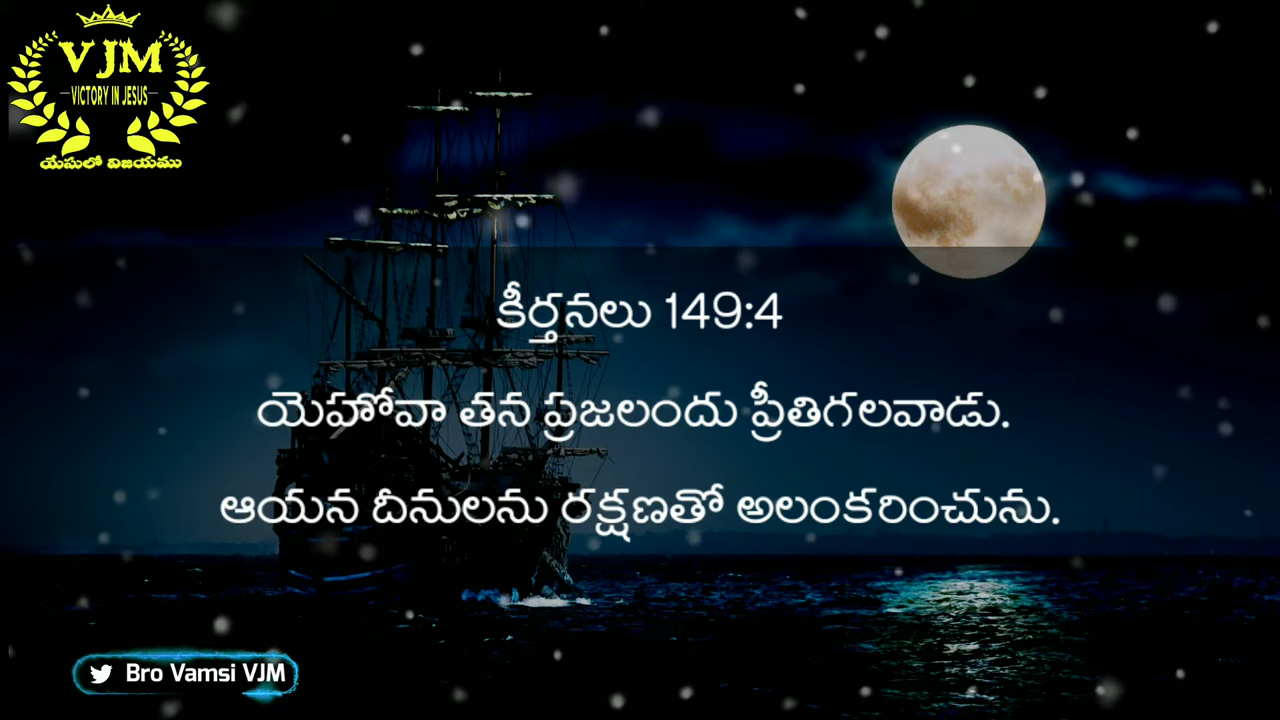 VJM
VICTORY IN JESUS
యేసులో విజయము
కీర్తనలు 149:4
యెహోవా తన ప్రజలందు ప్రీతిగలవాడు.
ఆయన దీనులను రక్షణతో అలంకరించును.
Bro Vamsi VJM